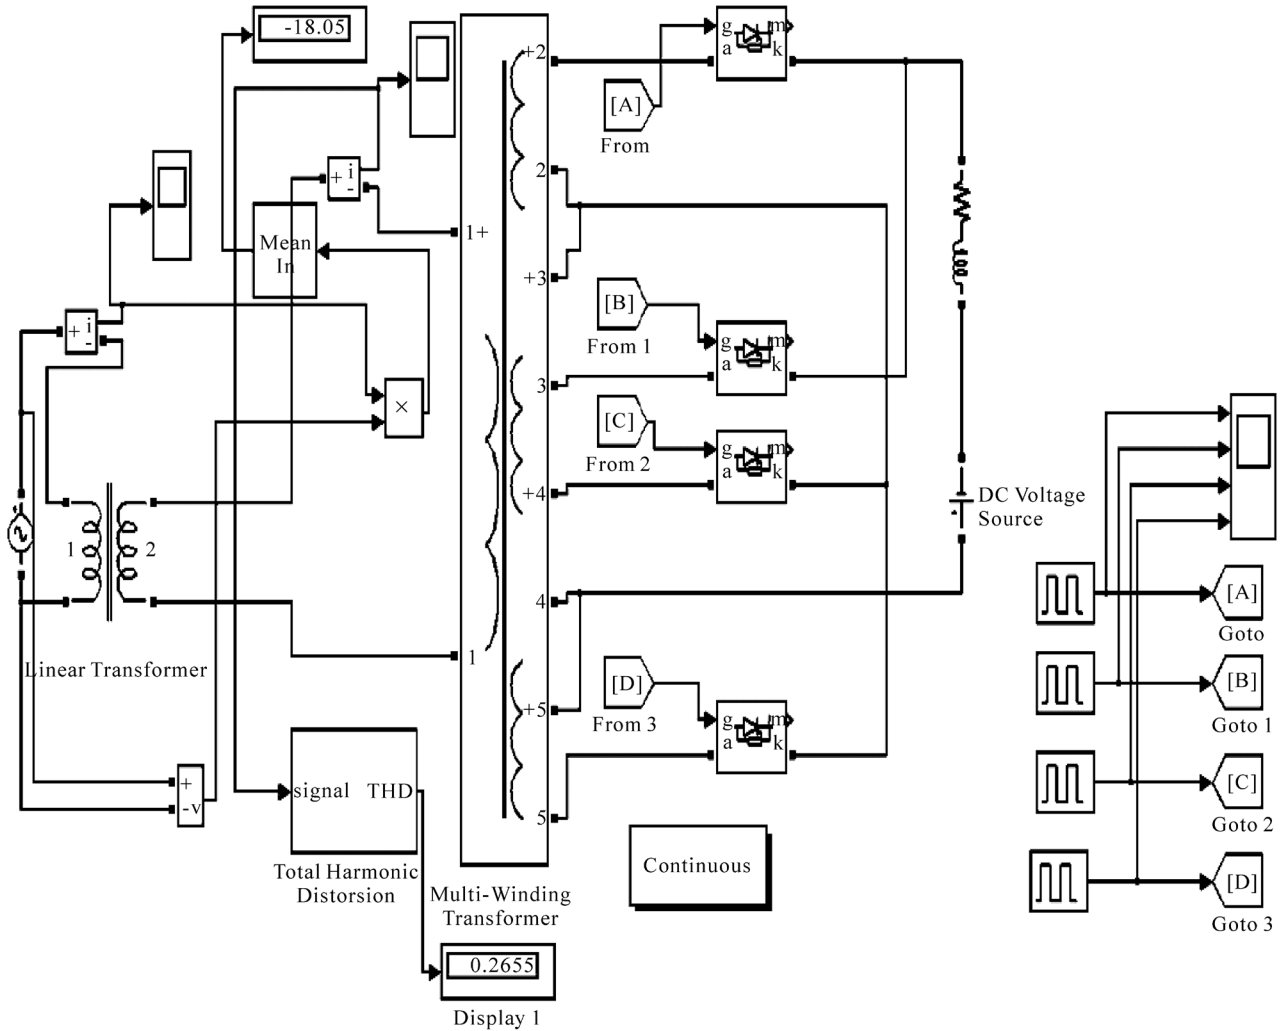 -18.05
+2
g
m
a
k
[A]
From
+ i
-
2
Mean
In
1+
+3
[B]
From 1
g
m
a
k
+ i
-
3
×
[C]
From 2
g
m
a
k
+4
DC Voltage
Source
1
2
4
1
Linear Transformer
[A]
Goto
[B]
Goto 1
[D]
From 3
+5
g
m
a
k
+
-v
signal THD
5
[C]
Goto 2
Total Harmonic
Distorsion
Multi-Winding
Transformer
Continuous
[D]
Goto 3
0.2655
Display 1